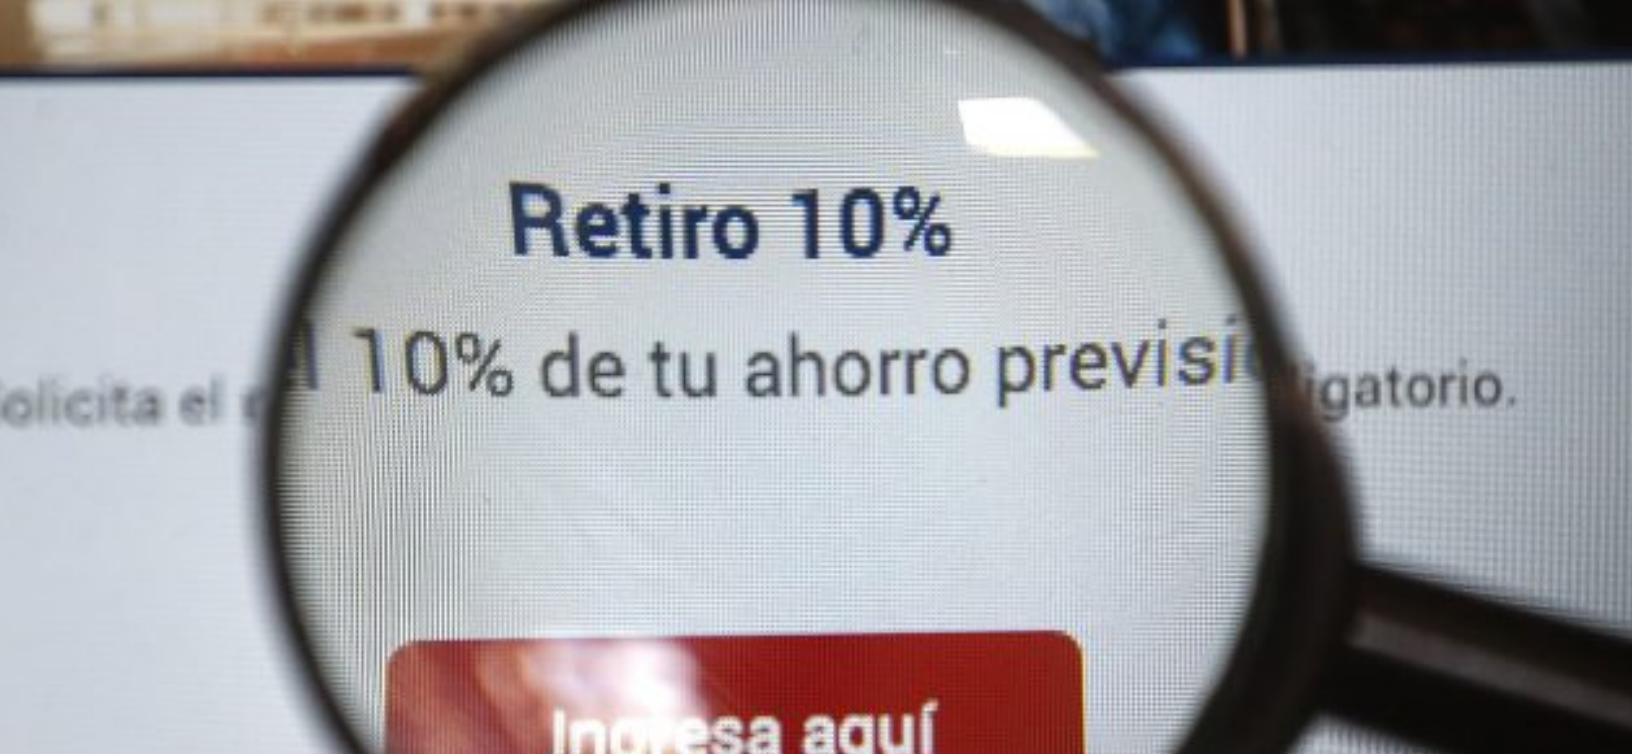 Retiro 10%
olicita el 10% de tu ahorro previsi igatorio.
Ingresa aquí